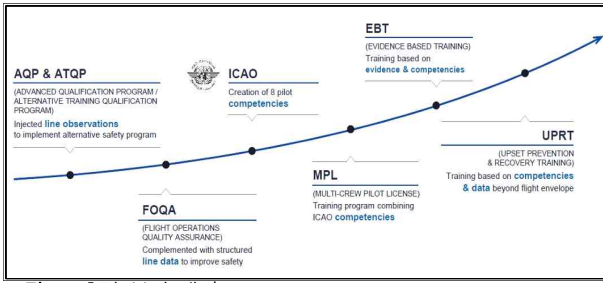 EBT
(EVIDENCE BASED TRAINING)
Training based on
evidence & competencies
AQP & ATQP
(ADVANCED QUALIFICATION PROGRAM /
ALTERNATIVE TRAINING QUALIFICATION
PROGRAM)
Injected line observations
to implement alternative safety program
ICAO
Creation of 8 pilot
competencies
UPRT
(UPSET PREVENTION
& RECOVERY TRAINING)
Training based on competencies
& data beyond flight envelope
MPL
(MULTI-CREW PILOT LICENSE)
Training program combining
ICAO competencies
FOQA
(FLIGHT OPERATIONS
QUALITY ASSURANCE)
Complemented with structured
line data to improve safety